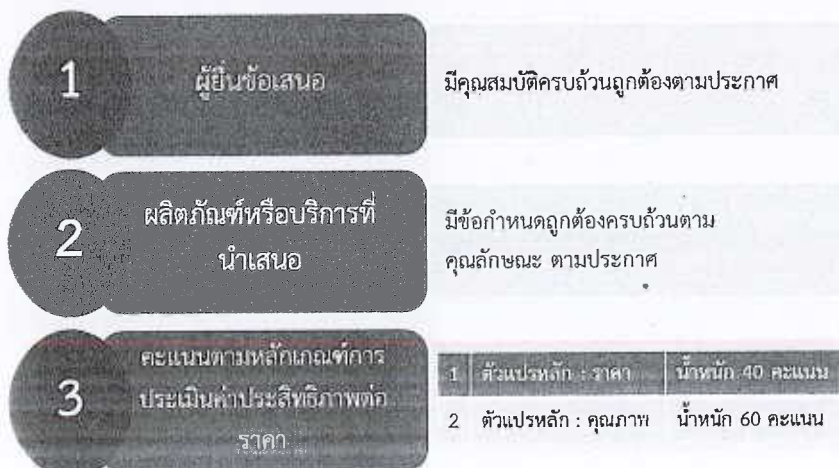 1
ผู้ยื่นข้อเสนอ
มีคุณสมบัติครบถ้วนถูกต้องตามประกาศ
2
ผลิตภัณฑ์หรือบริการที่
นำเสนอ
มีข้อกำหนดถูกต้องครบถ้วนตาม
คุณลักษณะ ตามประกาศ
3
คะแนนตามหลักเกณฑ์การ
ประเมินค่าประสิทธิภาพต่อ
ราคา
1 ตัวแปรหลัก : ราคา น้ำหนัก 40 คะแนน
2 ตัวแปรหลัก : คุณภาพ น้ำหนัก 60 คะแนน